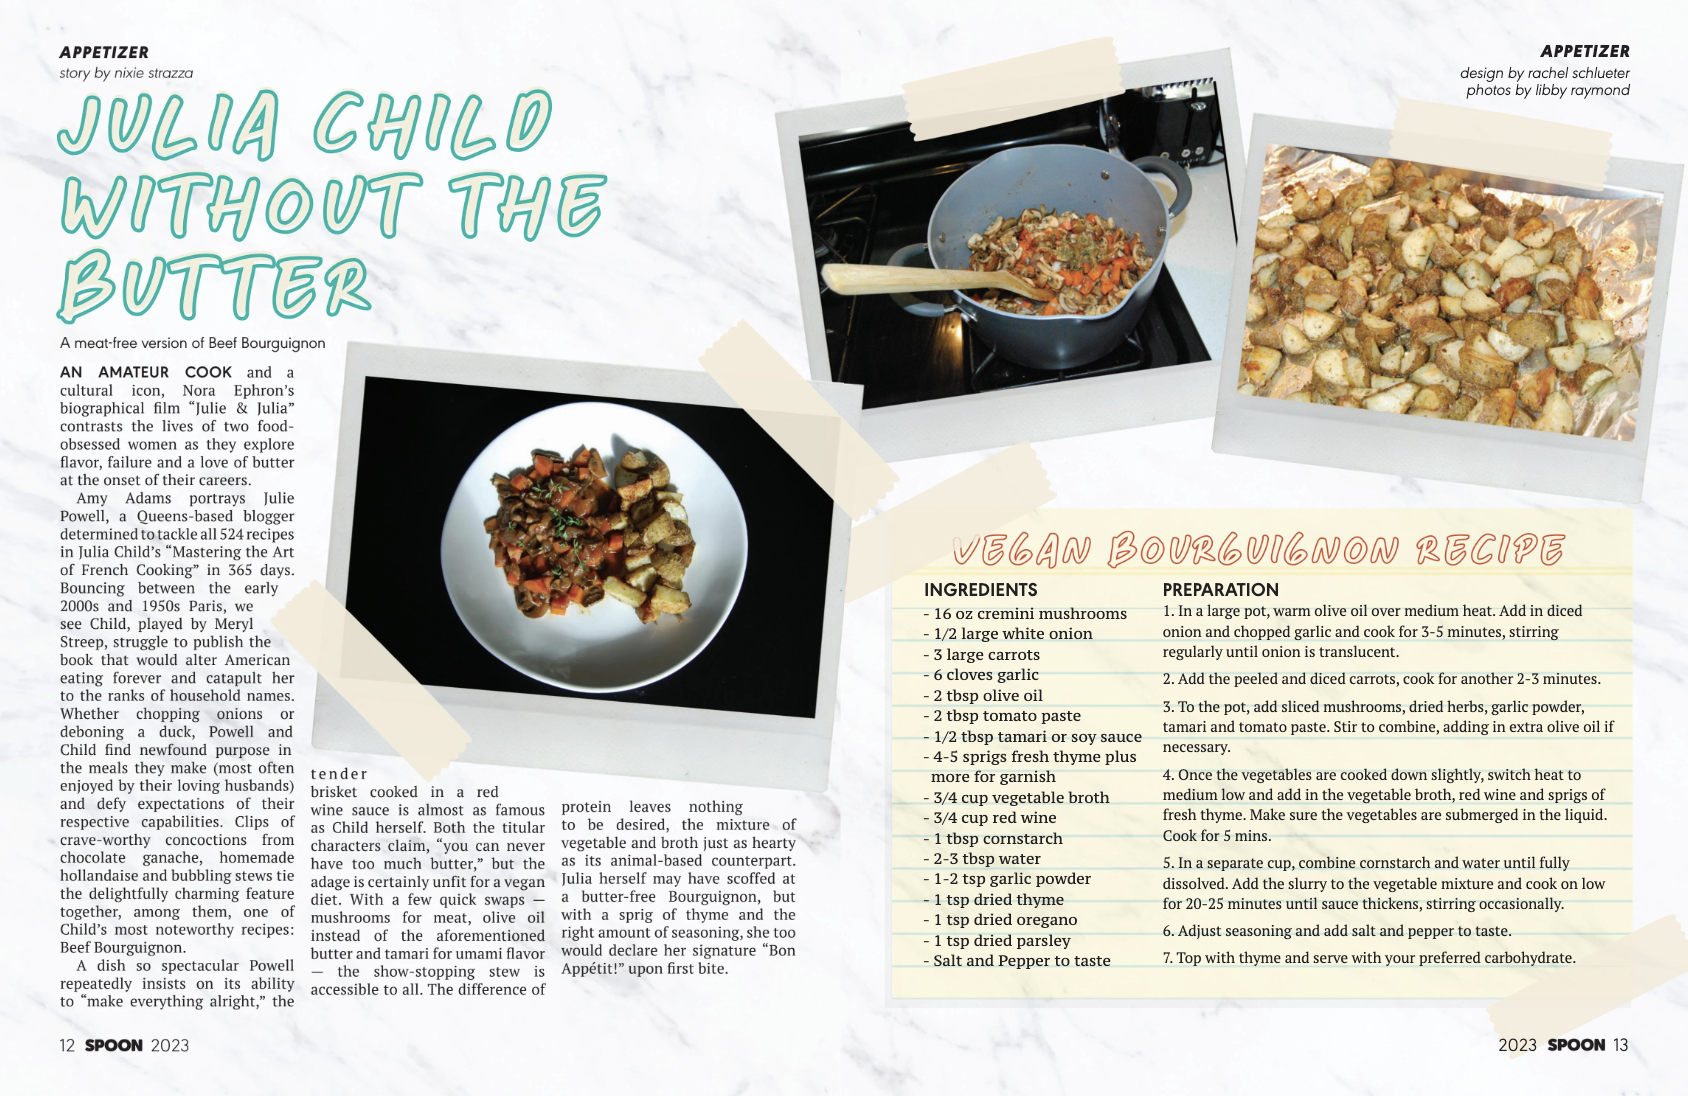 APPETIZER
story by nixie strazza
JULIA CHILD
WITHOUT THE
BUTTER
A meat-free version of Beef Bourguignon
AN AMATEUR COOK and a
cultural icon, Nora Ephron’s
biographical film “Julie & Julia”
contrasts the lives of two food-
obsessed women as they explore
flavor, failure and a love of butter
at the onset of their careers.
Amy Adams portrays Julie
Powell, a Queens-based blogger
determined to tackle all 524 recipes
in Julia Child’s “Mastering the Art
of French Cooking” in 365 days.
Bouncing between the early
2000s and 1950s Paris, we
see Child, played by Meryl
Streep, struggle to publish the
book that would alter American
eating forever and catapult her
to the ranks of household names.
Whether chopping onions or
deboning a duck, Powell and
Child find newfound purpose in
the meals they make (most often
enjoyed by their loving husbands)
and defy expectations of their
respective capabilities. Clips of
crave-worthy concoctions from
chocolate ganache, homemade
hollandaise and bubbling stews tie
the delightfully charming feature
together, among them, one of
Child’s most noteworthy recipes:
Beef Bourguignon.
A dish so spectacular Powell
repeatedly insists on its ability
to “make everything alright,” the
tender
brisket cooked in a red
wine sauce is almost as famous
as Child herself. Both the titular
characters claim, “you can never
have too much butter,” but the
adage is certainly unfit for a vegan
diet. With a few quick swaps —
mushrooms for meat, olive oil
instead of the aforementioned
butter and tamari for umami flavor
— the show-stopping stew is
accessible to all. The difference of
protein leaves nothing
to be desired, the mixture of
vegetable and broth just as hearty
as its animal-based counterpart.
Julia herself may have scoffed at
a butter-free Bourguignon, but
with a sprig of thyme and the
right amount of seasoning, she too
would declare her signature “Bon
Appétit!” upon first bite.
12 SPOON 2023
APPETIZER
design by rachel schlueter
photos by libby raymond
VEGAN BOURGUIGNON RECIPE
INGREDIENTS
- 16 oz cremini mushrooms
- 1/2 large white onion
- 3 large carrots
- 6 cloves garlic
- 2 tbsp olive oil
- 2 tbsp tomato paste
- 1/2 tbsp tamari or soy sauce
- 4-5 sprigs fresh thyme plus
more for garnish
- 3/4 cup vegetable broth
- 3/4 cup red wine
- 1 tbsp cornstarch
- 2-3 tbsp water
- 1-2 tsp garlic powder
- 1 tsp dried thyme
- 1 tsp dried oregano
- 1 tsp dried parsley
- Salt and Pepper to taste
PREPARATION
1. In a large pot, warm olive oil over medium heat. Add in diced
onion and chopped garlic and cook for 3-5 minutes, stirring
regularly until onion is translucent.
2. Add the peeled and diced carrots, cook for another 2-3 minutes.
3. To the pot, add sliced mushrooms, dried herbs, garlic powder,
tamari and tomato paste. Stir to combine, adding in extra olive oil if
necessary.
4. Once the vegetables are cooked down slightly, switch heat to
medium low and add in the vegetable broth, red wine and sprigs of
fresh thyme. Make sure the vegetables are submerged in the liquid.
Cook for 5 mins.
5. In a separate cup, combine cornstarch and water until fully
dissolved. Add the slurry to the vegetable mixture and cook on low
for 20-25 minutes until sauce thickens, stirring occasionally.
6. Adjust seasoning and add salt and pepper to taste.
7. Top with thyme and serve with your preferred carbohydrate.
2023 SPOON 13